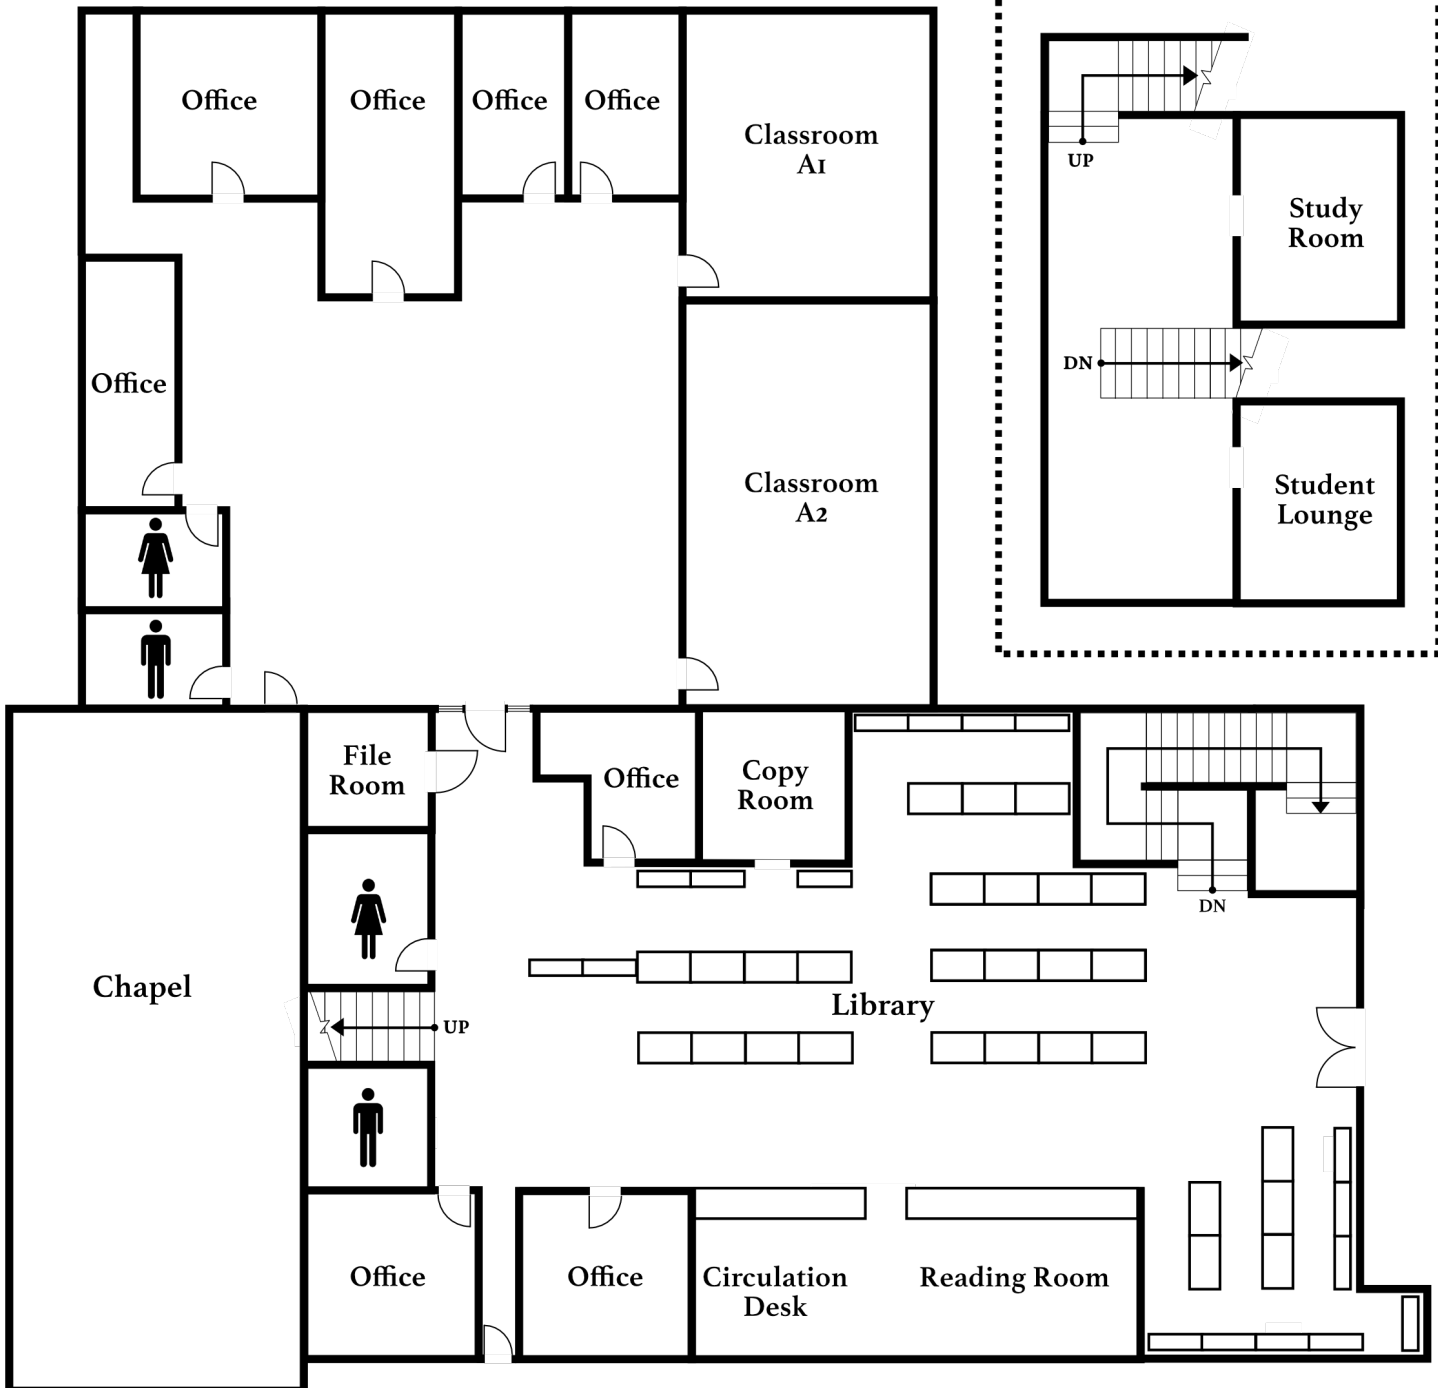 Office
Office
Office
Office
Classroom
A1
UP
Study
Room
Office
DN
Classroom
A2
Student
Lounge
File
Room
Office
Copy
Room
DN
Chapel
Library
UP
Office
Office
Circulation
Desk
Reading Room